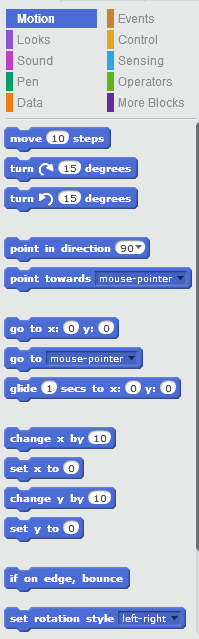 Motion Events
Looks Control
Sound Sensing
Pen Operators
Data More Blocks
move 10 steps
turn 15 degrees
turn 15 degrees
point in direction 90
point towards mouse-pointer
go to x: 0 y: 0
go to mouse-pointer
glide 1 secs to x: 0 y: 0
change x by 10
set x to 0
change y by 10
set y to 0
if on edge, bounce
set rotation style left-right